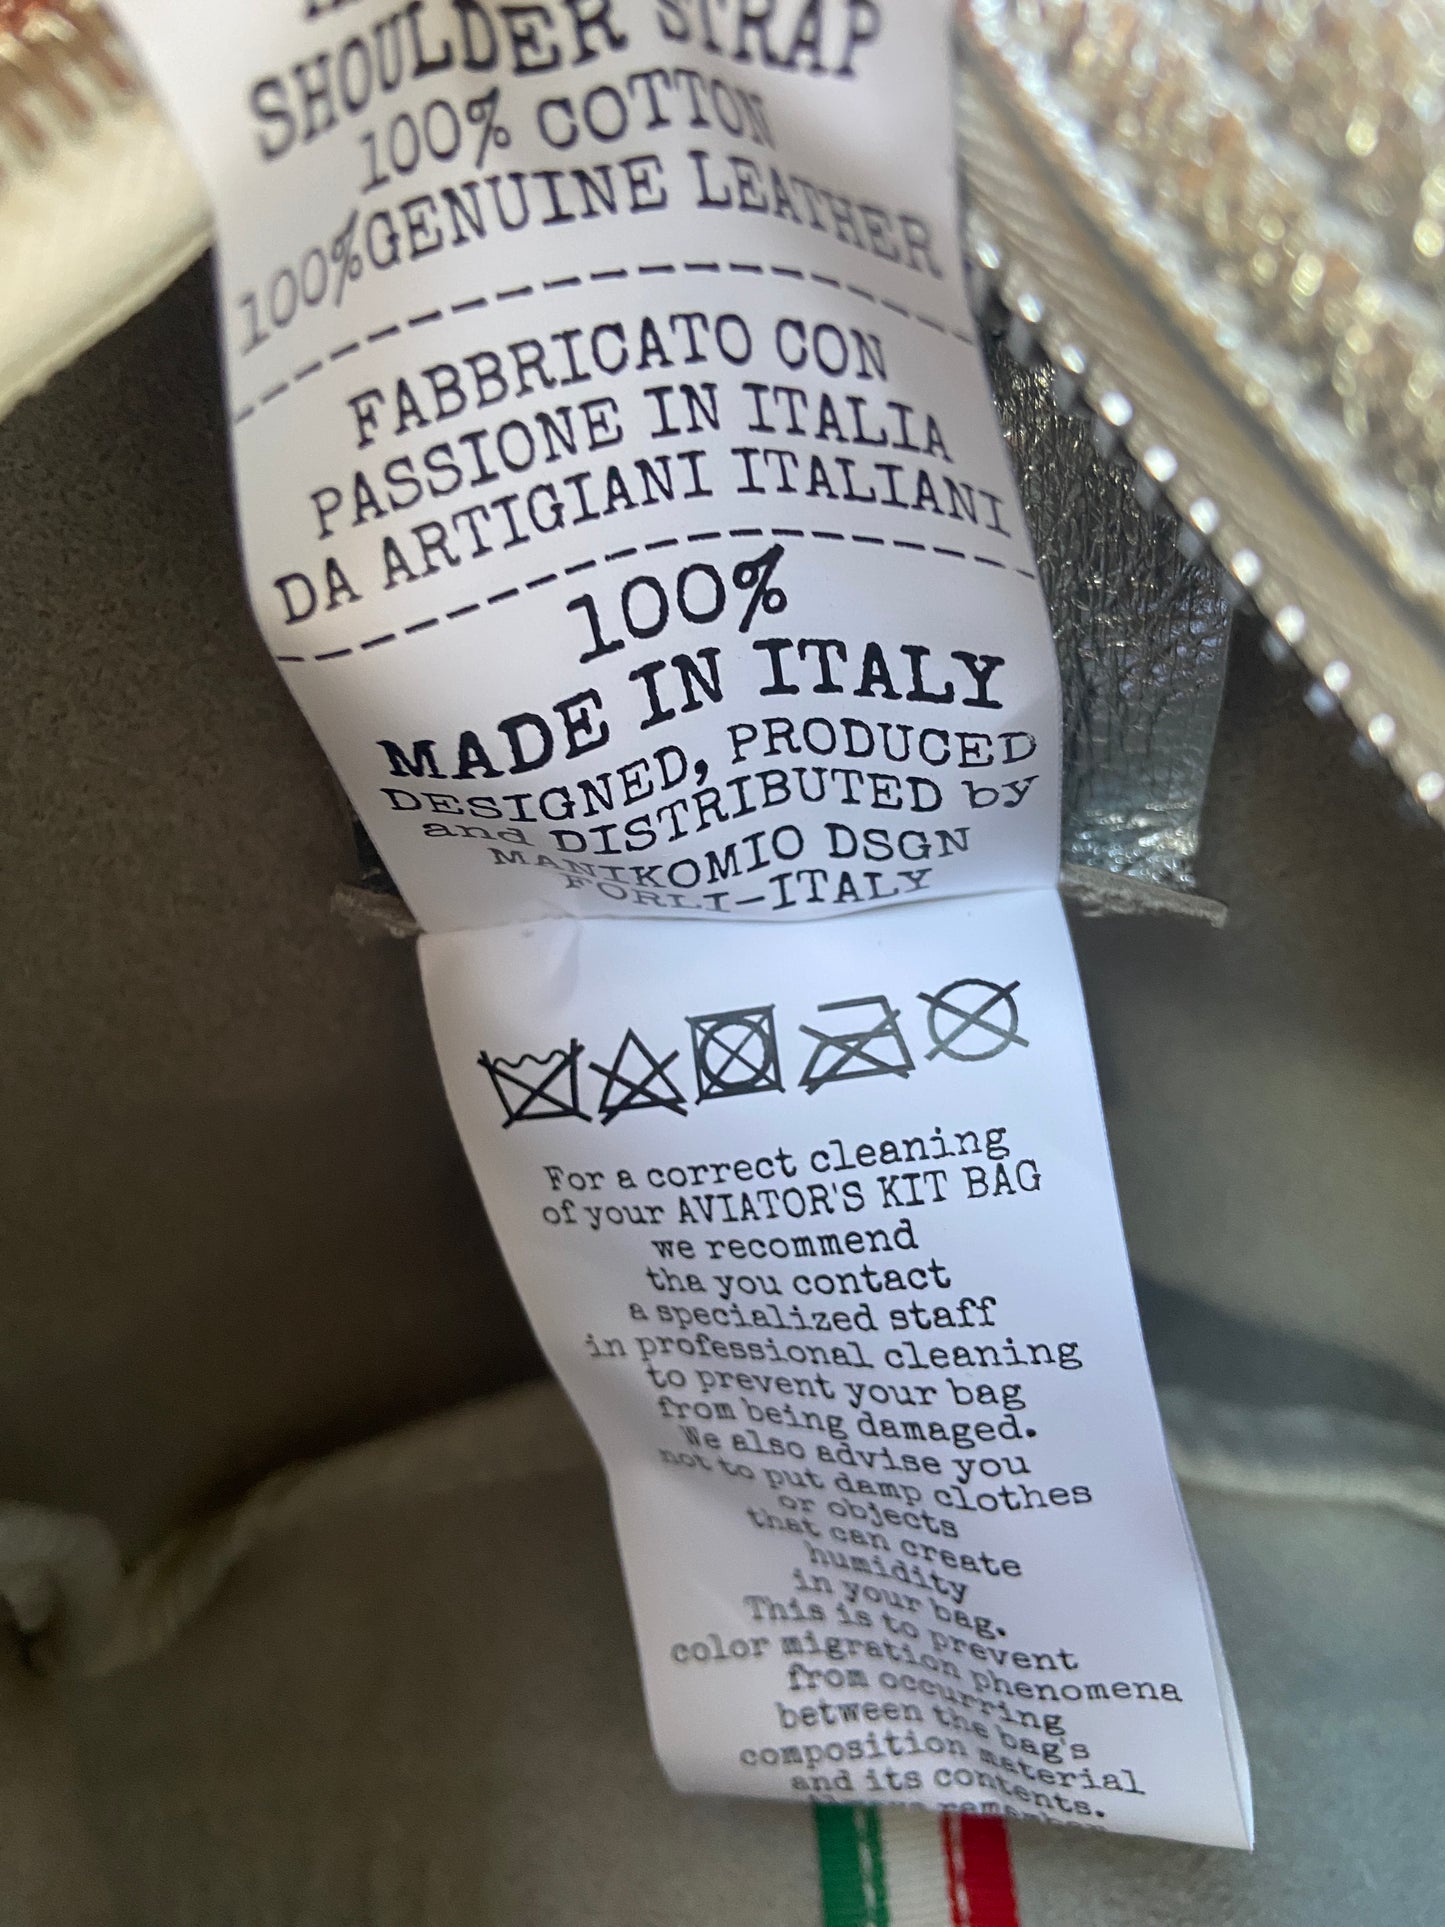 SHOULDER STRAP
100% COTTON
100%GENUINE LEATHER
FABBRICATO CON
PASSIONE IN ITALIA
DA ARTIGIANI ITALIANI
100%
MADE IN ITALY
DESIGNED, PRODUCED
and DISTRIBUTED by
MANIKOMIO DSGN
FORLI-ITALY
For a correct cleaning
of your AVIATOR'S KIT BAG
we recommend
tha you contact
a specialized staff
in professional cleaning
to prevent your bag
from being damaged.
We also advise you
not to put damp clothes
or objects
that can create
humidity
in your bag.
This is to prevent
color migration phenomena
from occurring
between the bag's
composition material
and its contents.